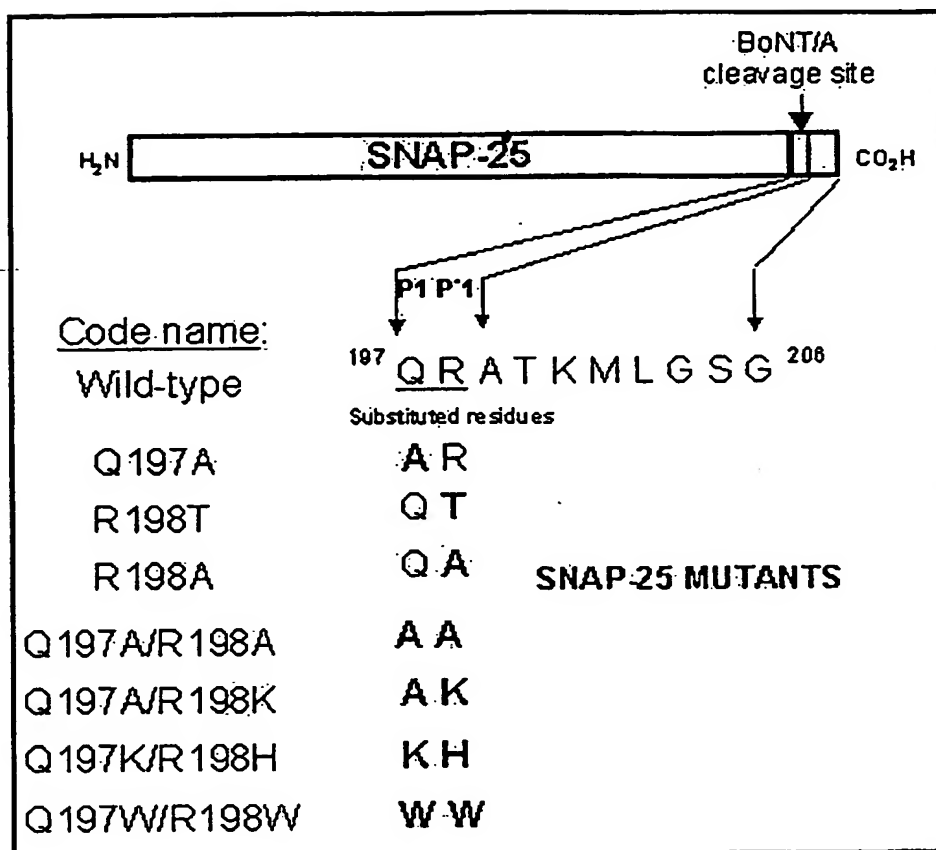 BoNT/A
cleavage site
H₂N SNAP-25 CO₂H
P1 P'1
Code name:
197 Q R A T K M L G S G 206
Wild-type
Substituted residues
Q197A A R
R198T Q T
R198A Q A SNAP-25 MUTANTS
Q197A/R198A A A
Q197A/R198K A K
Q197K/R198H K H
Q197W/R198W W W